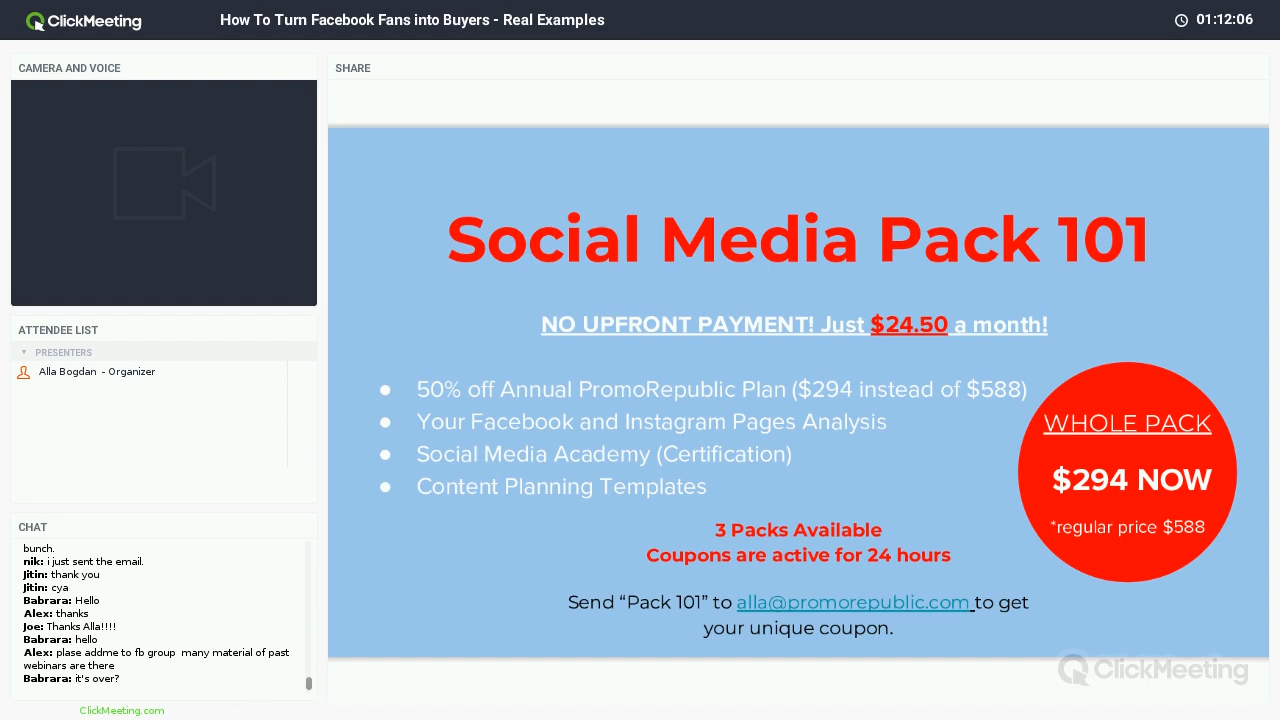 ClickMeeting
How To Turn Facebook Fans into Buyers - Real Examples
01:12:06
CAMERA AND VOICE
ATTENDEE LIST
PRESENTERS
Alla Bogdan - Organizer
CHAT
bunch.
nik: i just sent the email.
Jitin: thank you
Jitin: cya
Babrara: Hello
Alex: thanks
Joe: Thanks Alla!!!!
Babrara: hello
Alex: plase addme to fb group many material of past
webinars are there
Babrara: it's over?
ClickMeeting.com
SHARE
Social Media Pack 101
NO UPFRONT PAYMENT! Just $24.50 a month!
● 50% off Annual PromoRepublic Plan ($294 instead of $588)
● Your Facebook and Instagram Pages Analysis
● Social Media Academy (Certification)
● Content Planning Templates
WHOLE PACK
$294 NOW
*regular price $588
3 Packs Available
Coupons are active for 24 hours
Send “Pack 101” to alla@promorepublic.com to get
your unique coupon.
ClickMeeting